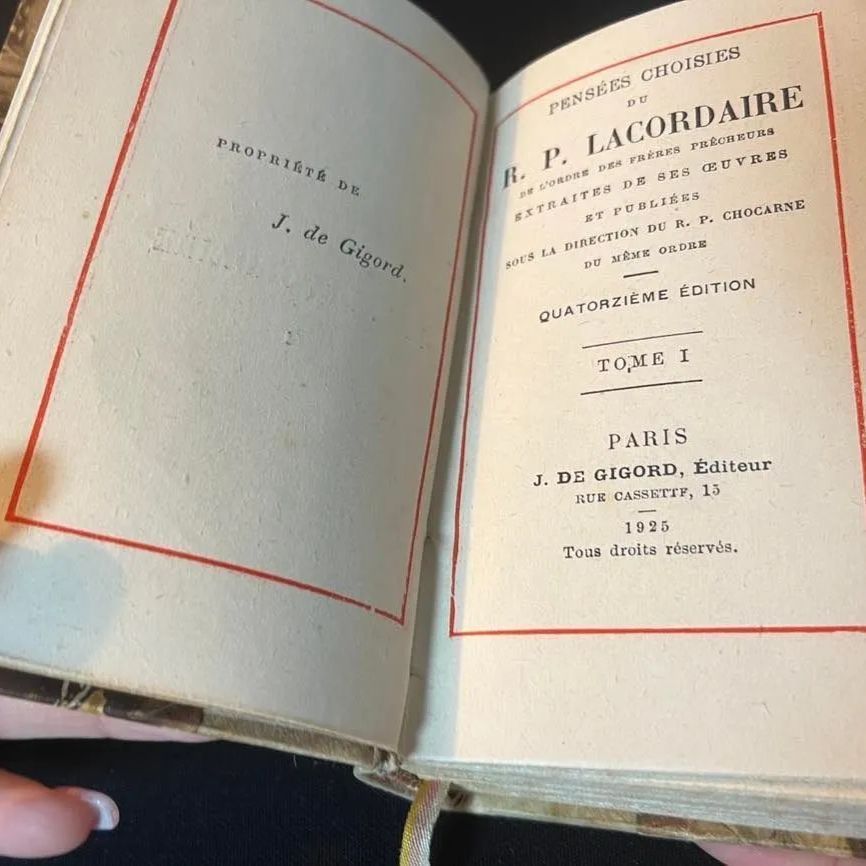 PROPRIÉTÉ DE
J. de Gigord.
PENSÉES CHOISIES
DU
R. P. LACORDAIRE
DE L'ORDRE DES FRÈRES PRÊCHEURS
EXTRAITES DE SES ŒUVRES
ET PUBLIÉES
SOUS LA DIRECTION DU R. P. CHOCARNE
DU MÊME ORDRE
QUATORZIÈME ÉDITION
TOME I
PARIS
J. DE GIGORD, Éditeur
RUE CASSETTE, 15
1925
Tous droits réservés.